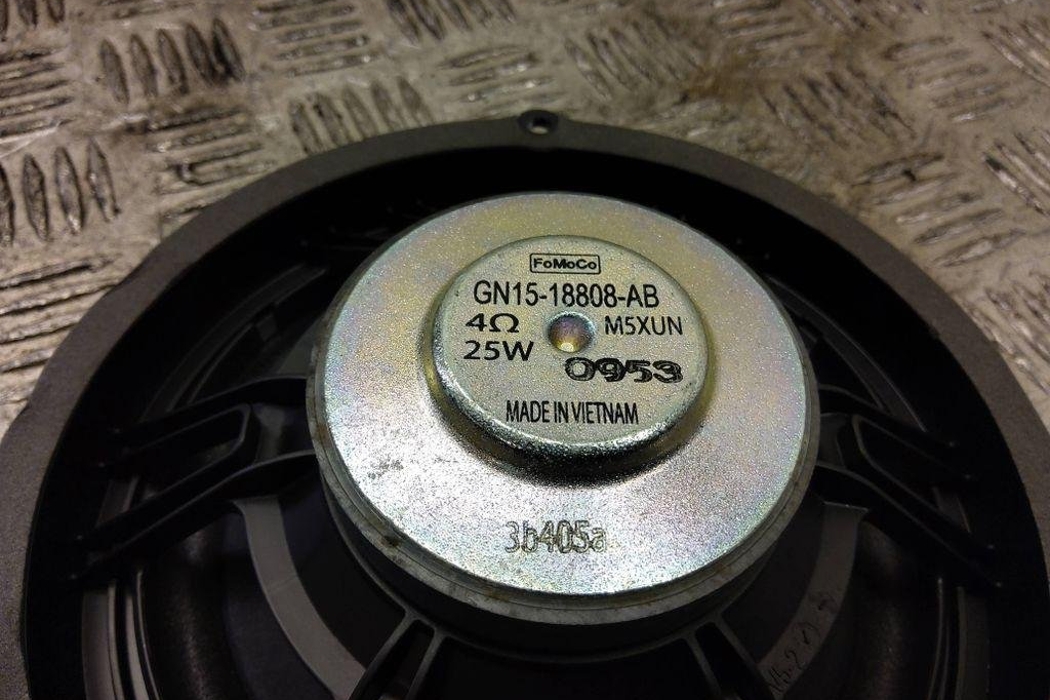 FoMoCo
GN15-18808-AB
4Ω M5XUN
25W 0953
MADE IN VIETNAM
3b405a